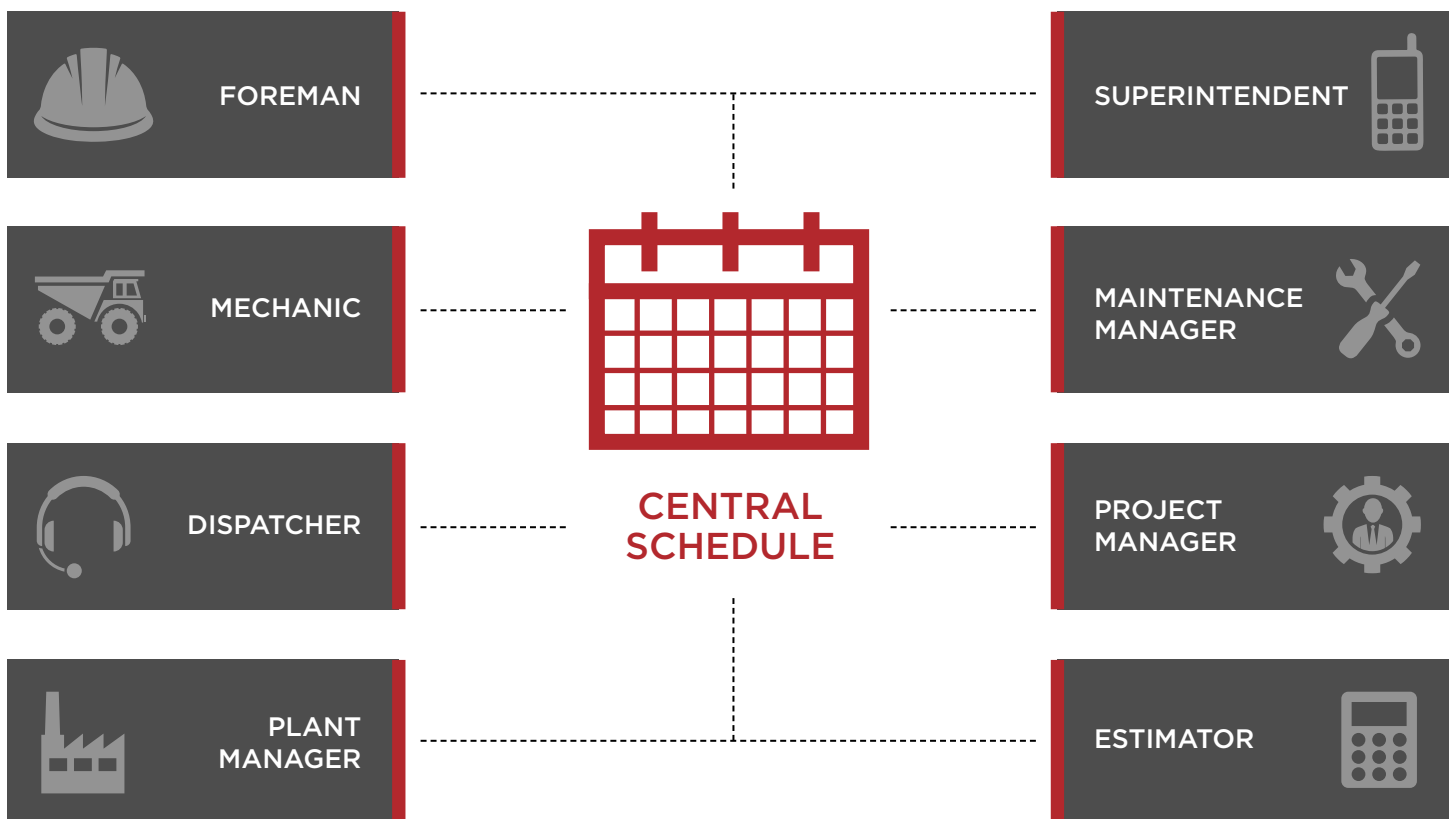 FOREMAN
SUPERINTENDENT
MECHANIC
MAINTENANCE
MANAGER
DISPATCHER
CENTRAL
SCHEDULE
PROJECT
MANAGER
PLANT
MANAGER
ESTIMATOR